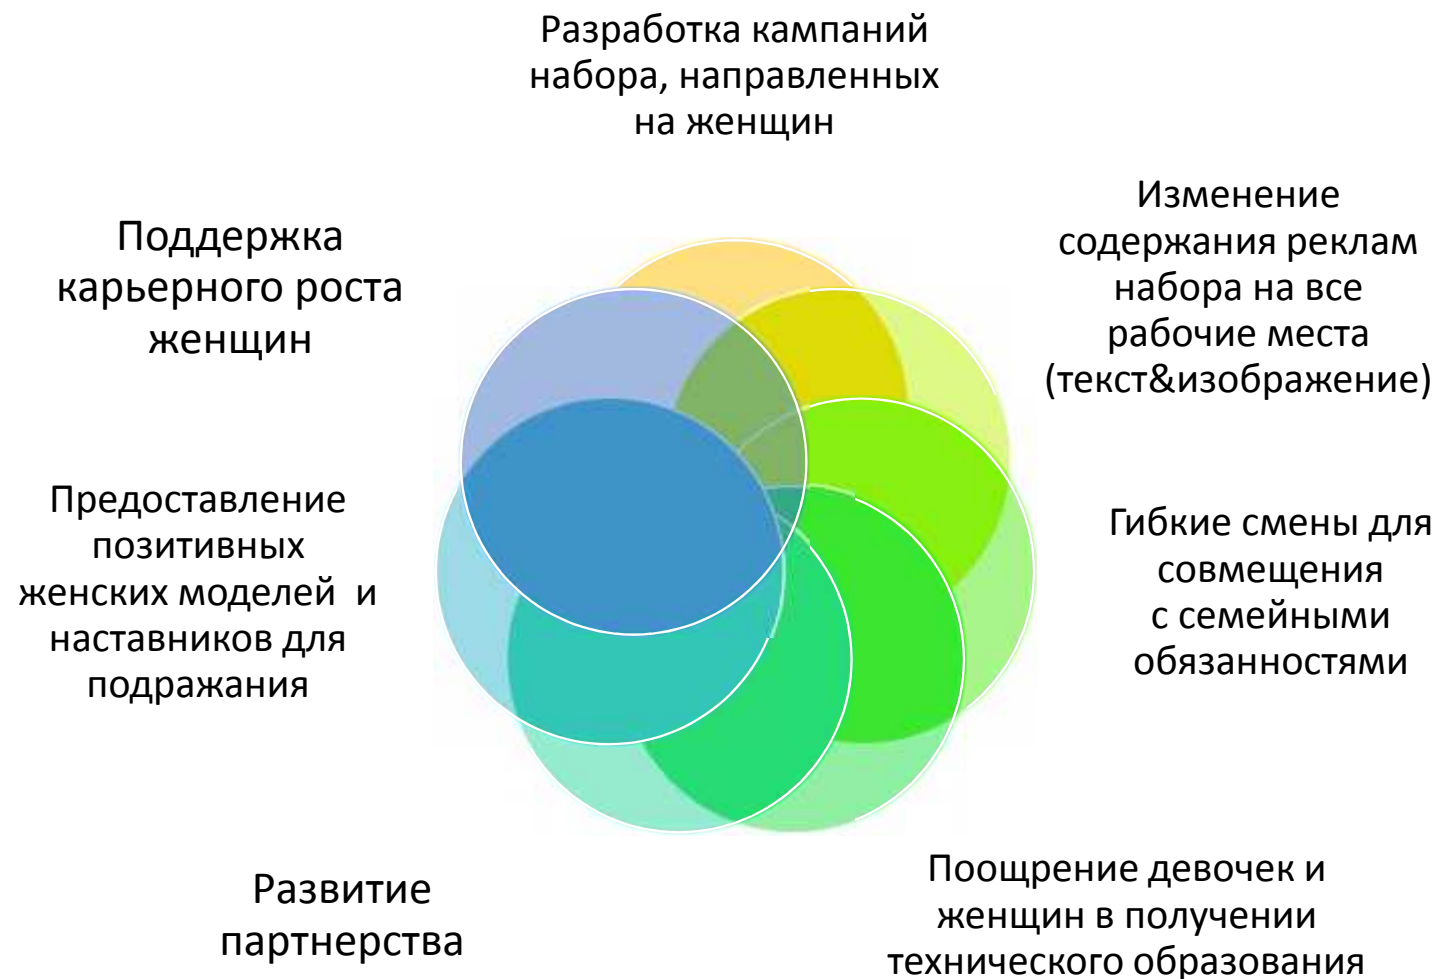 Разработка кампаний
набора, направленных
на женщин
Изменение
содержания реклам
набора на все
рабочие места
(текст&изображение)
Гибкие смены для
совмещения
с семейными
обязанностями
Поощрение девочек и
женщин в получении
технического образования
Развитие
партнерства
Предоставление
позитивных
женских моделей  и
наставников для
подражания
Поддержка
карьерного роста
женщин